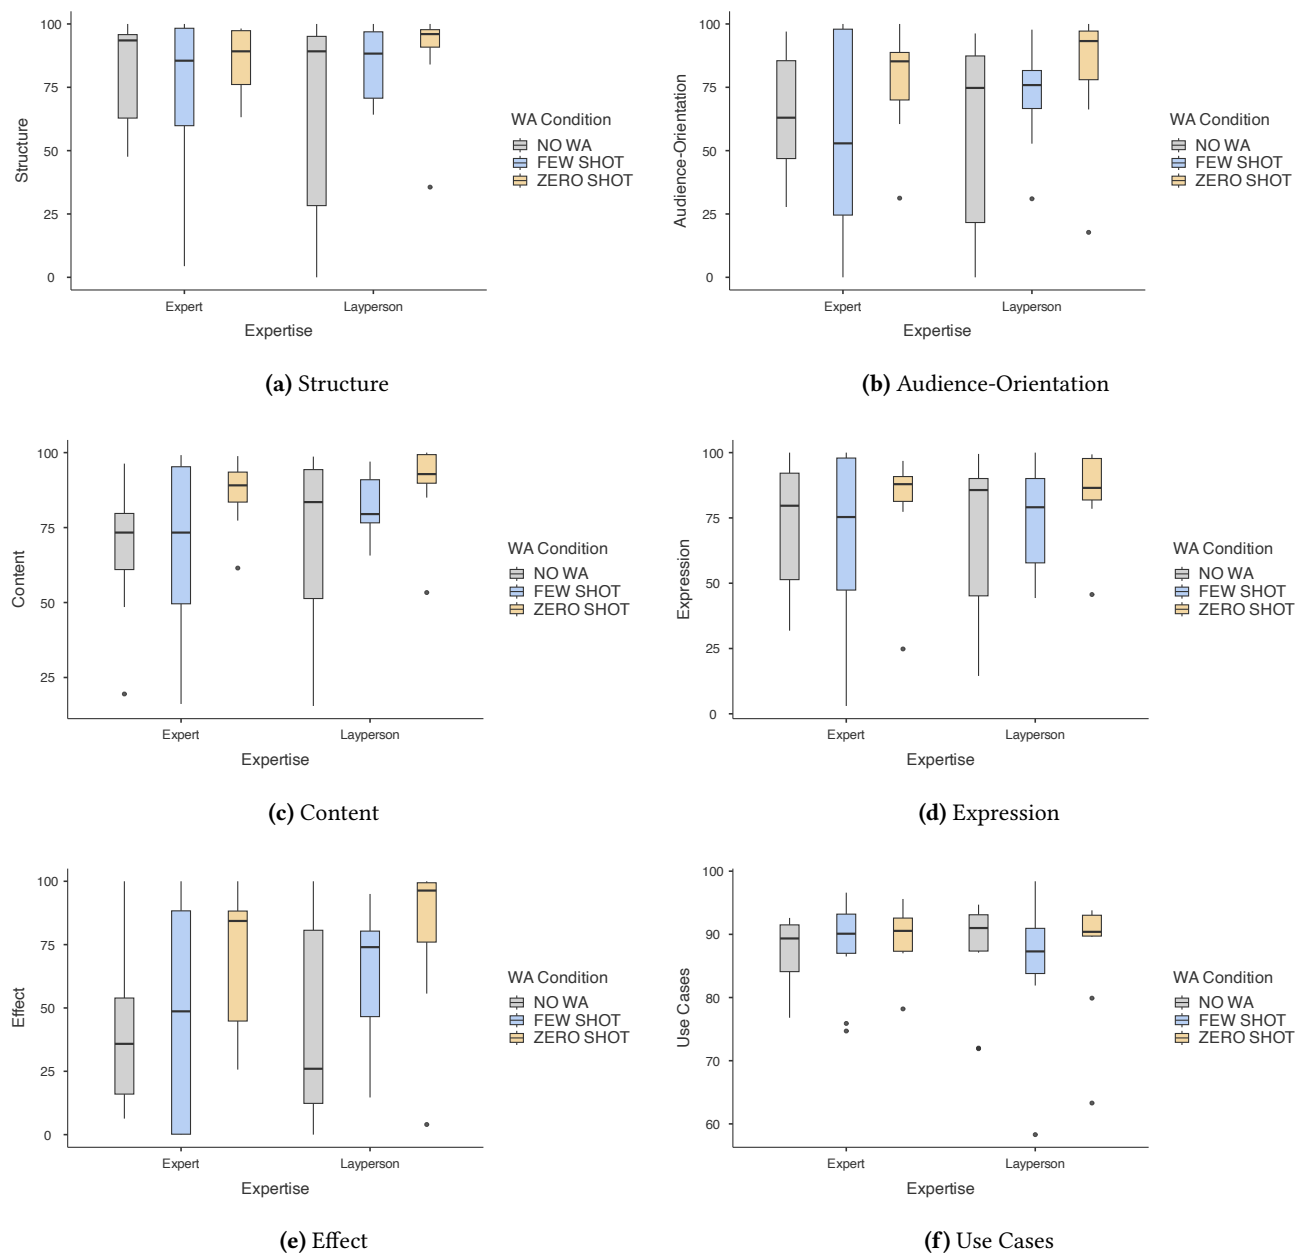 100
75
50
25
0
Structure
Expert
Layperson
Expertise
WA Condition
NO WA
FEW SHOT
ZERO SHOT
(a) Structure
100
75
50
25
0
Audience-Orientation
Expert
Layperson
Expertise
WA Condition
NO WA
FEW SHOT
ZERO SHOT
(b) Audience-Orientation
100
75
50
25
Content
Expert
Layperson
Expertise
WA Condition
NO WA
FEW SHOT
ZERO SHOT
(c) Content
100
75
50
25
0
Expression
Expert
Layperson
Expertise
WA Condition
NO WA
FEW SHOT
ZERO SHOT
(d) Expression
100
75
50
25
0
Effect
Expert
Layperson
Expertise
WA Condition
NO WA
FEW SHOT
ZERO SHOT
(e) Effect
100
90
80
70
60
Use Cases
Expert
Layperson
Expertise
WA Condition
NO WA
FEW SHOT
ZERO SHOT
(f) Use Cases